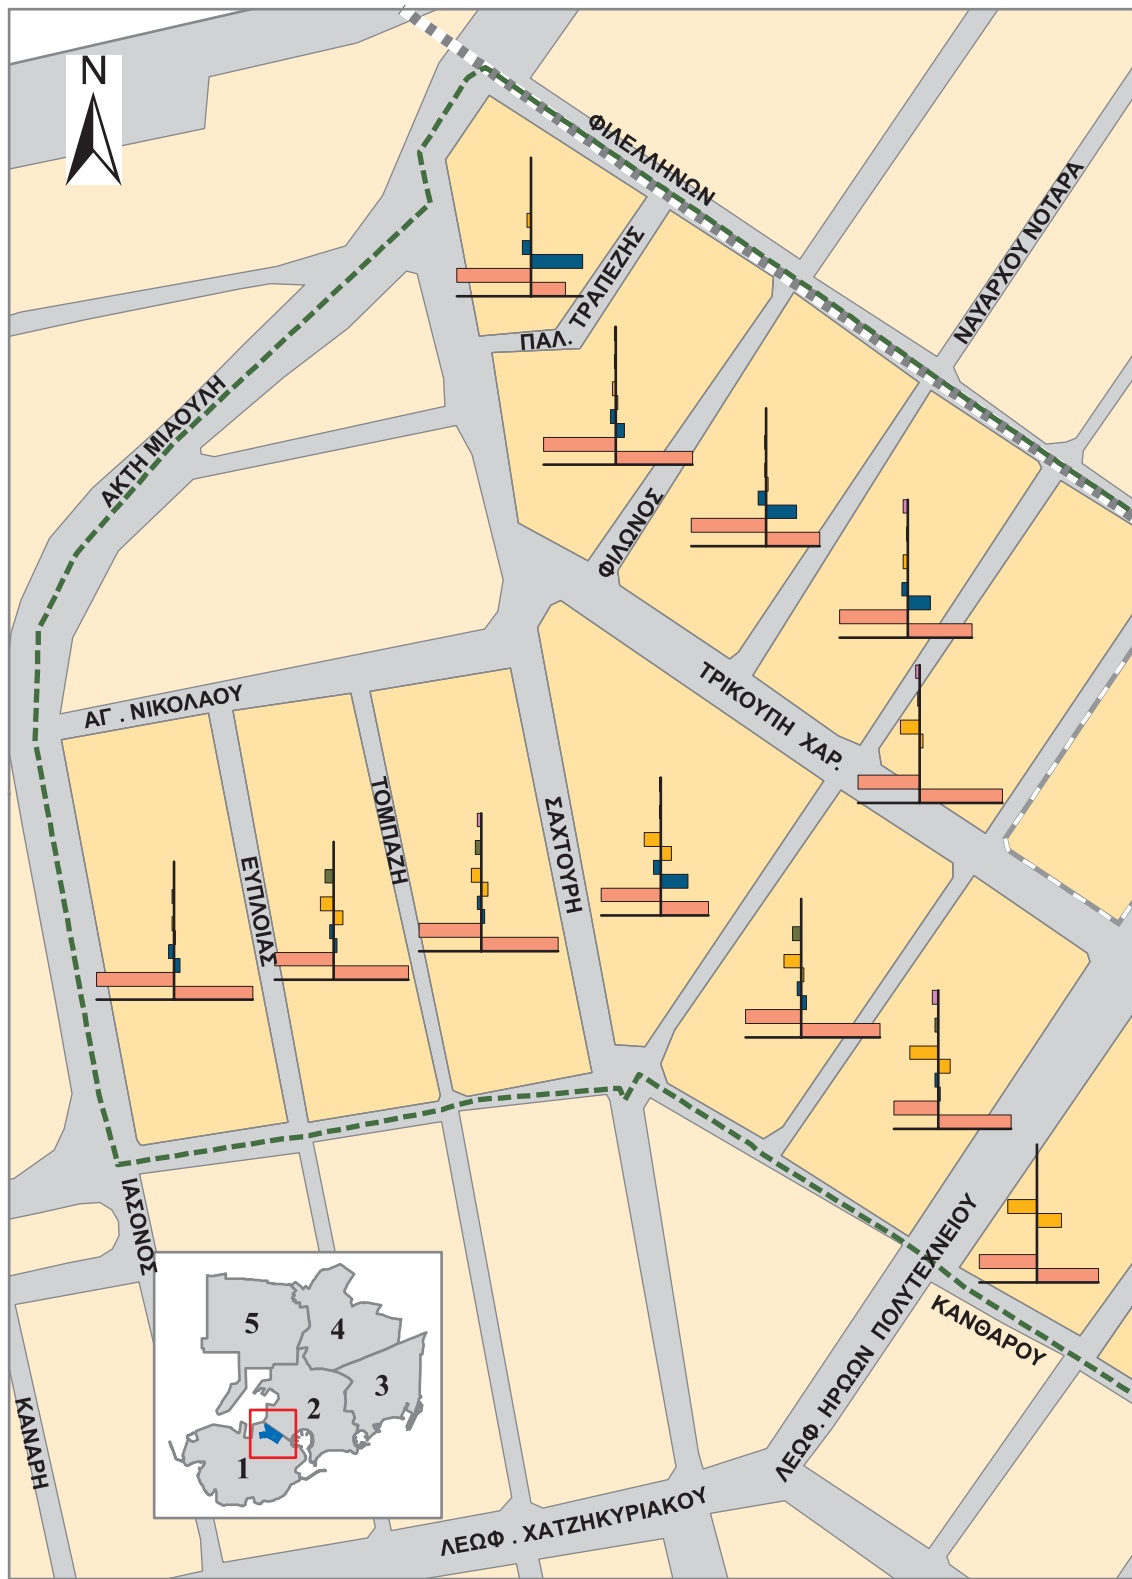 N
ΦΙΛΕΛΛΗΝΩΝ
ΝΑΥΑΡΧΟΥ ΝΟΤΑΡΑ
ΠΑΛ. ΤΡΑΠΕΖΗΣ
ΑΚΤΗ ΜΙΑΟΥΛΗ
ΦΙΛΩΝΟΣ
ΑΓ . ΝΙΚΟΛΑΟΥ
ΤΡΙΚΟΥΠΗ ΧΑΡ.
ΤΟΜΠΑΖΗ
ΣΑΧΤΟΥΡΗ
ΕΥΠΛΟΙΑΣ
ΙΑΣΟΝΟΣ
ΛΕΩΦ. ΗΡΩΩΝ ΠΟΛΥΤΕΧΝΕΙΟΥ
ΚΑΝΘΑΡΟΥ
5
4
3
2
1
ΚΑΝΑΡΗ
ΛΕΩΦ . ΧΑΤΖΗΚΥΡΙΑΚΟΥ